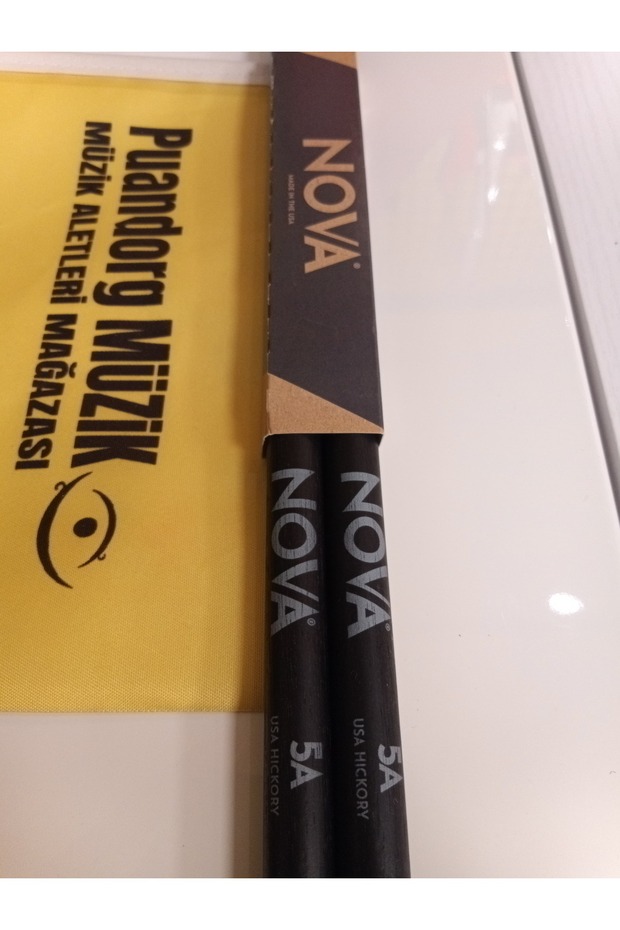 Puandorg MÜZiK
MÜZİK ALETLERİ MAĞAZASI
NOVA®
MADE IN THE USA
NOVA®
5A
USA HICKORY
NOVA®
5A
USA HICKORY